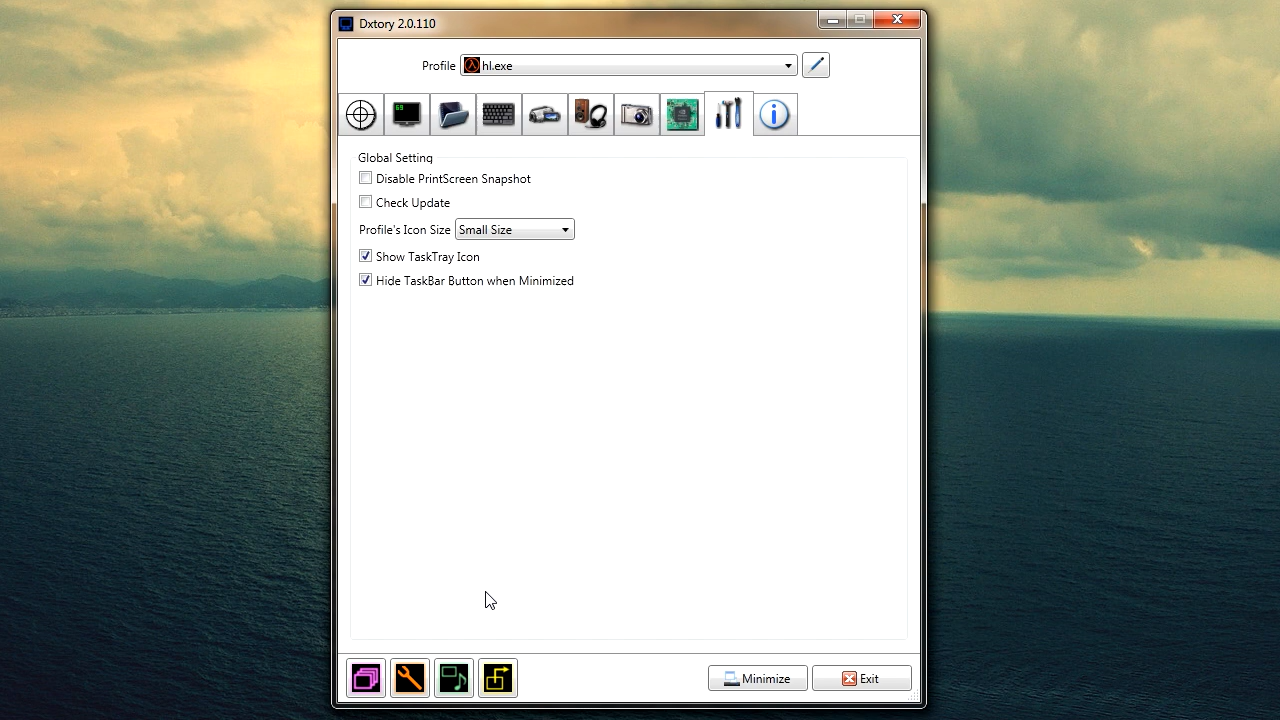 Dxtory 2.0.110
Profile hl.exe
69
Global Setting
Disable PrintScreen Snapshot
Check Update
Profile's Icon Size Small Size
Show TaskTray Icon
Hide TaskBar Button when Minimized
Minimize Exit